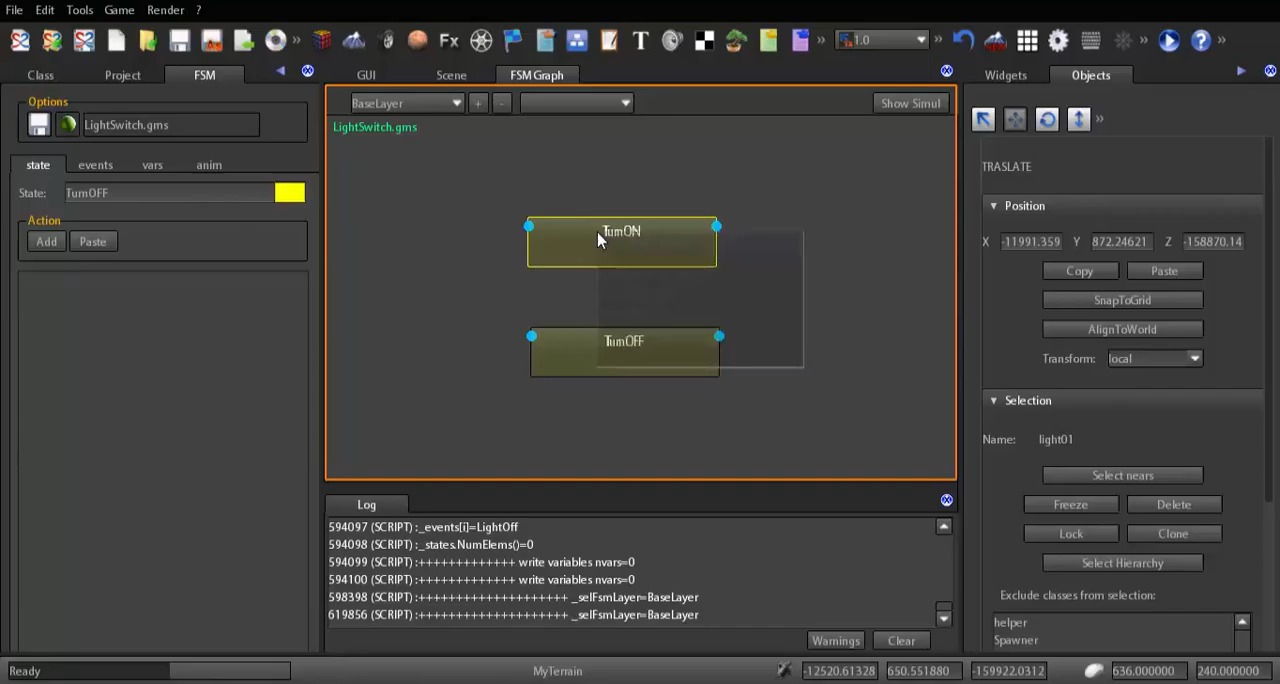 File Edit Tools Game Render ?
Fx T 1.0
Class Project FSM
GUI Scene FSM Graph
Widgets Objects
Options
LightSwitch.gms
state events vars anim
State: TurnOFF
Action
Add Paste
BaseLayer + - Show Simul
LightSwitch.gms
TurnON
TurnOFF
Log
594097 (SCRIPT) :_events[i]=LightOff
594098 (SCRIPT) :_states.NumElems()=0
594099 (SCRIPT) :+++++++++++++ write variables nvars=0
594100 (SCRIPT) :+++++++++++++ write variables nvars=0
598398 (SCRIPT) :++++++++++++++++++++ _selFsmLayer=BaseLayer
619856 (SCRIPT) :++++++++++++++++++++ _selFsmLayer=BaseLayer
Warnings Clear
TRASLATE
Position
X -11991.359 Y 872.24621 Z -158870.14
Copy Paste
SnapToGrid
AlignToWorld
Transform: local
Selection
Name: light01
Select nears
Freeze Delete
Lock Clone
Select Hierarchy
Exclude classes from selection:
helper
Spawner
Ready MyTerrain -12520.61328 650.551880 -159922.0312 636.000000 240.000000